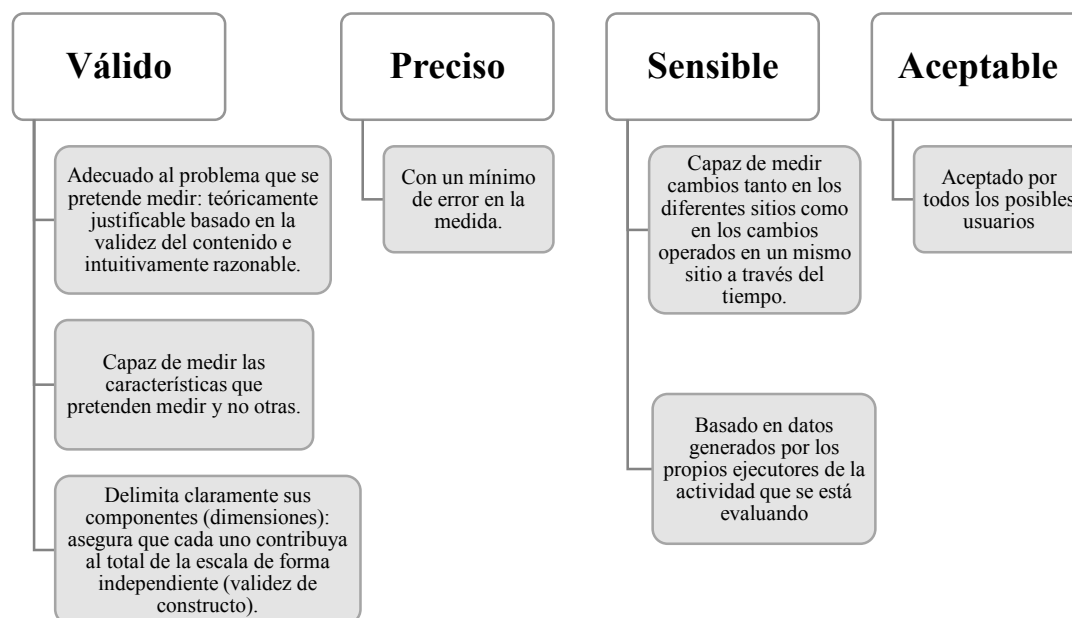 Válido
Adecuado al problema que se
pretende medir: teóricamente
justificable basado en la
validez del contenido e
intuitivamente razonable.
Capaz de medir las
características que
pretenden medir y no otras.
Delimita claramente sus
componentes (dimensiones):
asegura que cada uno contribuya
al total de la escala de forma
independiente (validez de
constructo).
Preciso
Con un mínimo
de error en la
medida.
Sensible
Capaz de medir
cambios tanto en los
diferentes sitios como
en los cambios
operados en un mismo
sitio a través del
tiempo.
Basado en datos
generados por los
propios ejecutores de la
actividad que se está
evaluando
Aceptable
Aceptado por
todos los posibles
usuarios